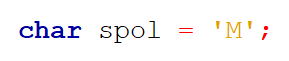 char spol = 'M';